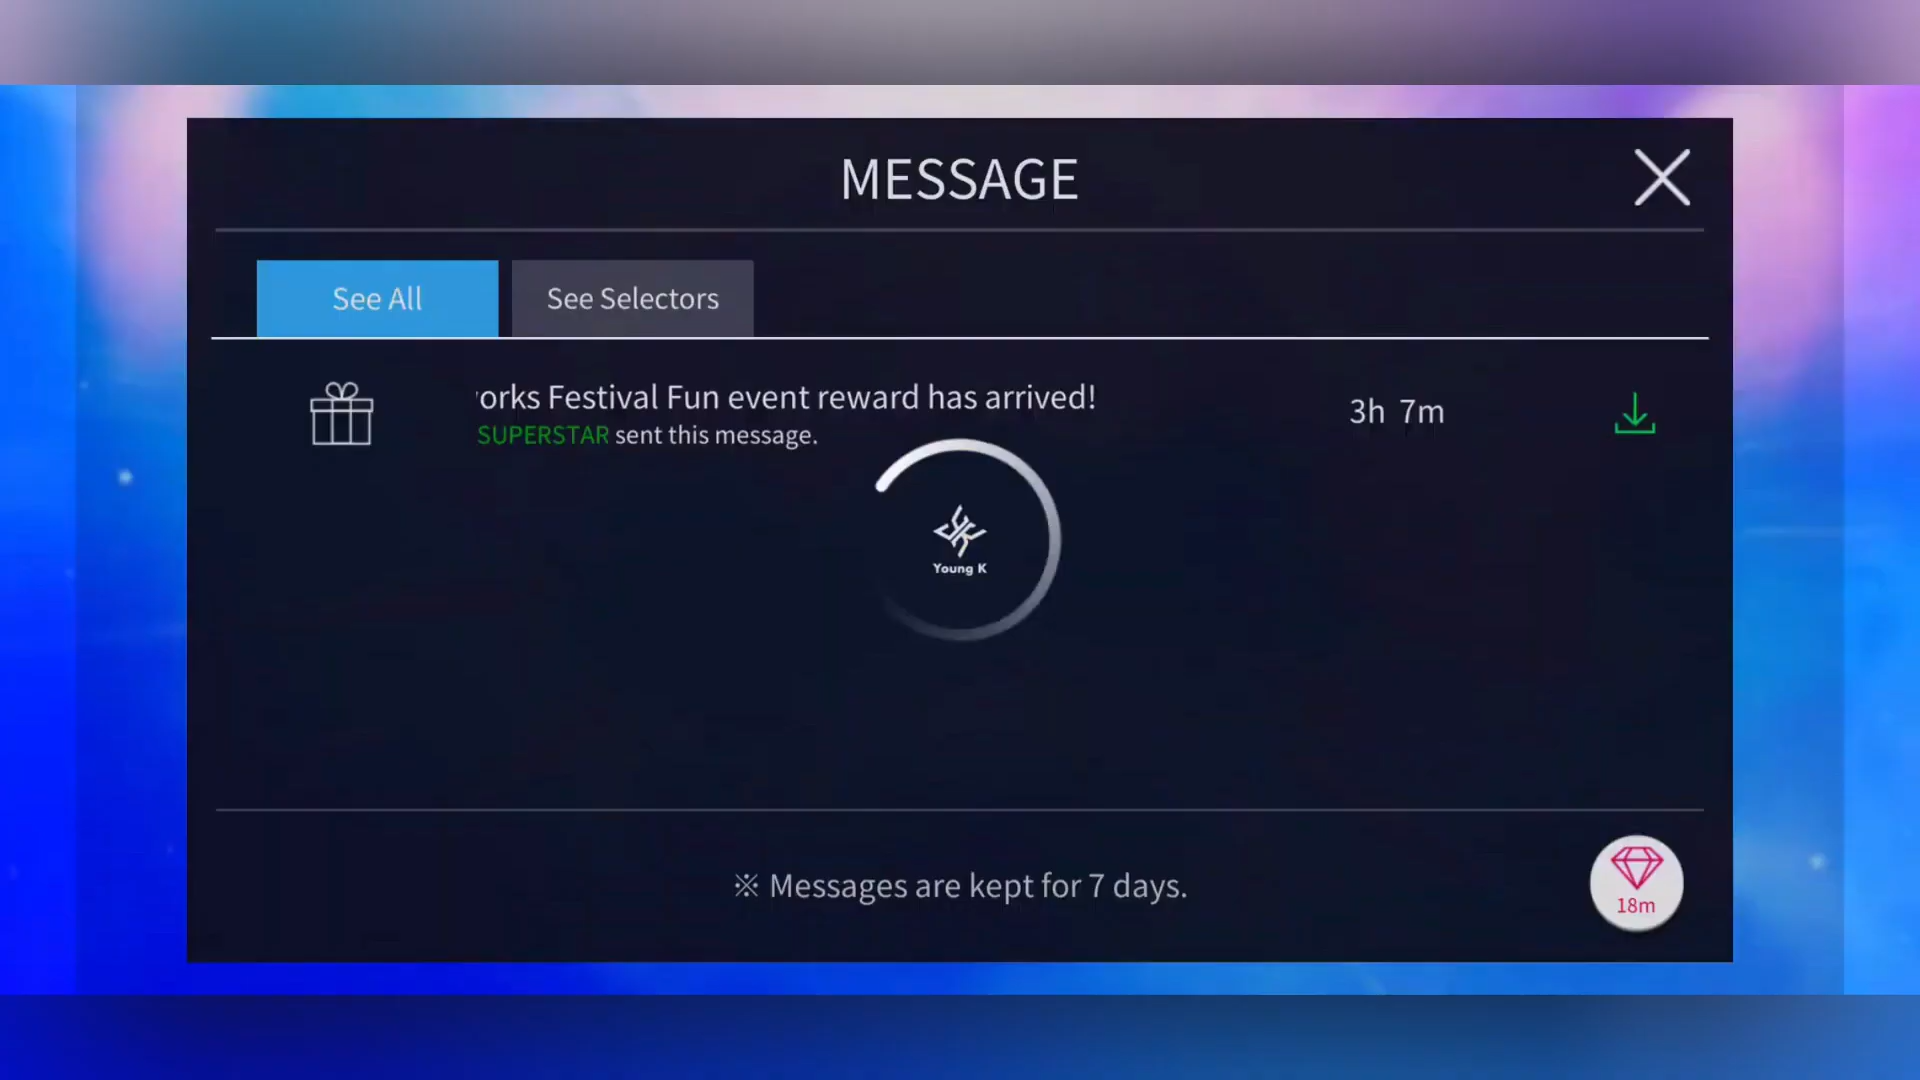 MESSAGE
See All
See Selectors
orks Festival Fun event reward has arrived!
3h 7m
SUPERSTAR sent this message.
Young K
※ Messages are kept for 7 days.
18m